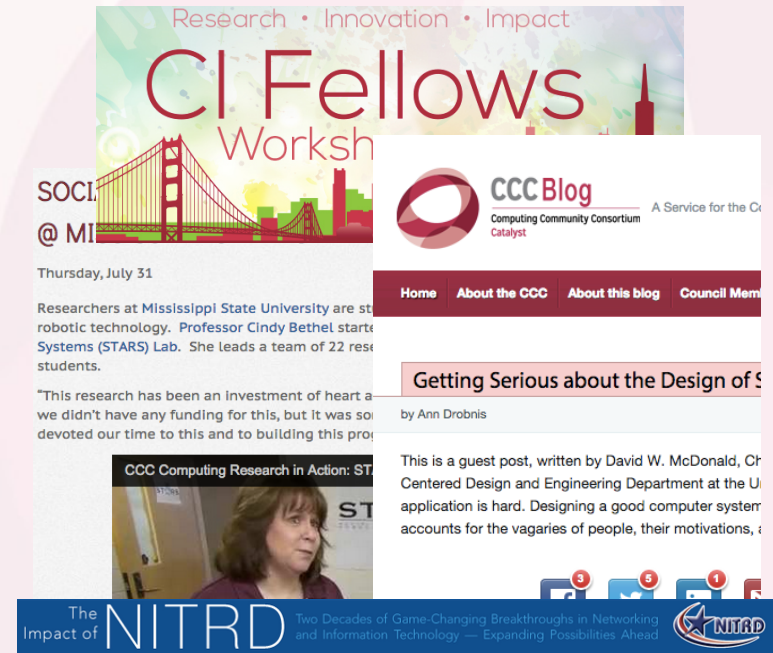 Research • Innovation • Impact
CI Fellows
Worksh
SOCI
@ MI
Thursday, July 31
Researchers at Mississippi State University are st
robotic technology. Professor Cindy Bethel starte
Systems (STARS) Lab. She leads a team of 22 rese
students.
"This research has been an investment of heart a
we didn't have any funding for this, but it was so
devoted our time to this and to building this pro
CCC Computing Research in Action: ST
ST
CCC Blog
Computing Community Consortium
Catalyst
A Service for the Co
Home About the CCC About this blog Council Mem
Getting Serious about the Design of S
by Ann Drobnis
This is a guest post, written by David W. McDonald, Ch
Centered Design and Engineering Department at the U
application is hard. Designing a good computer system
accounts for the vagaries of people, their motivations, a
3 5 1
The
Impact of
NITRD
Two Decades of Game-Changing Breakthroughs in Networking
and Information Technology — Expanding Possibilities Ahead
NITRD